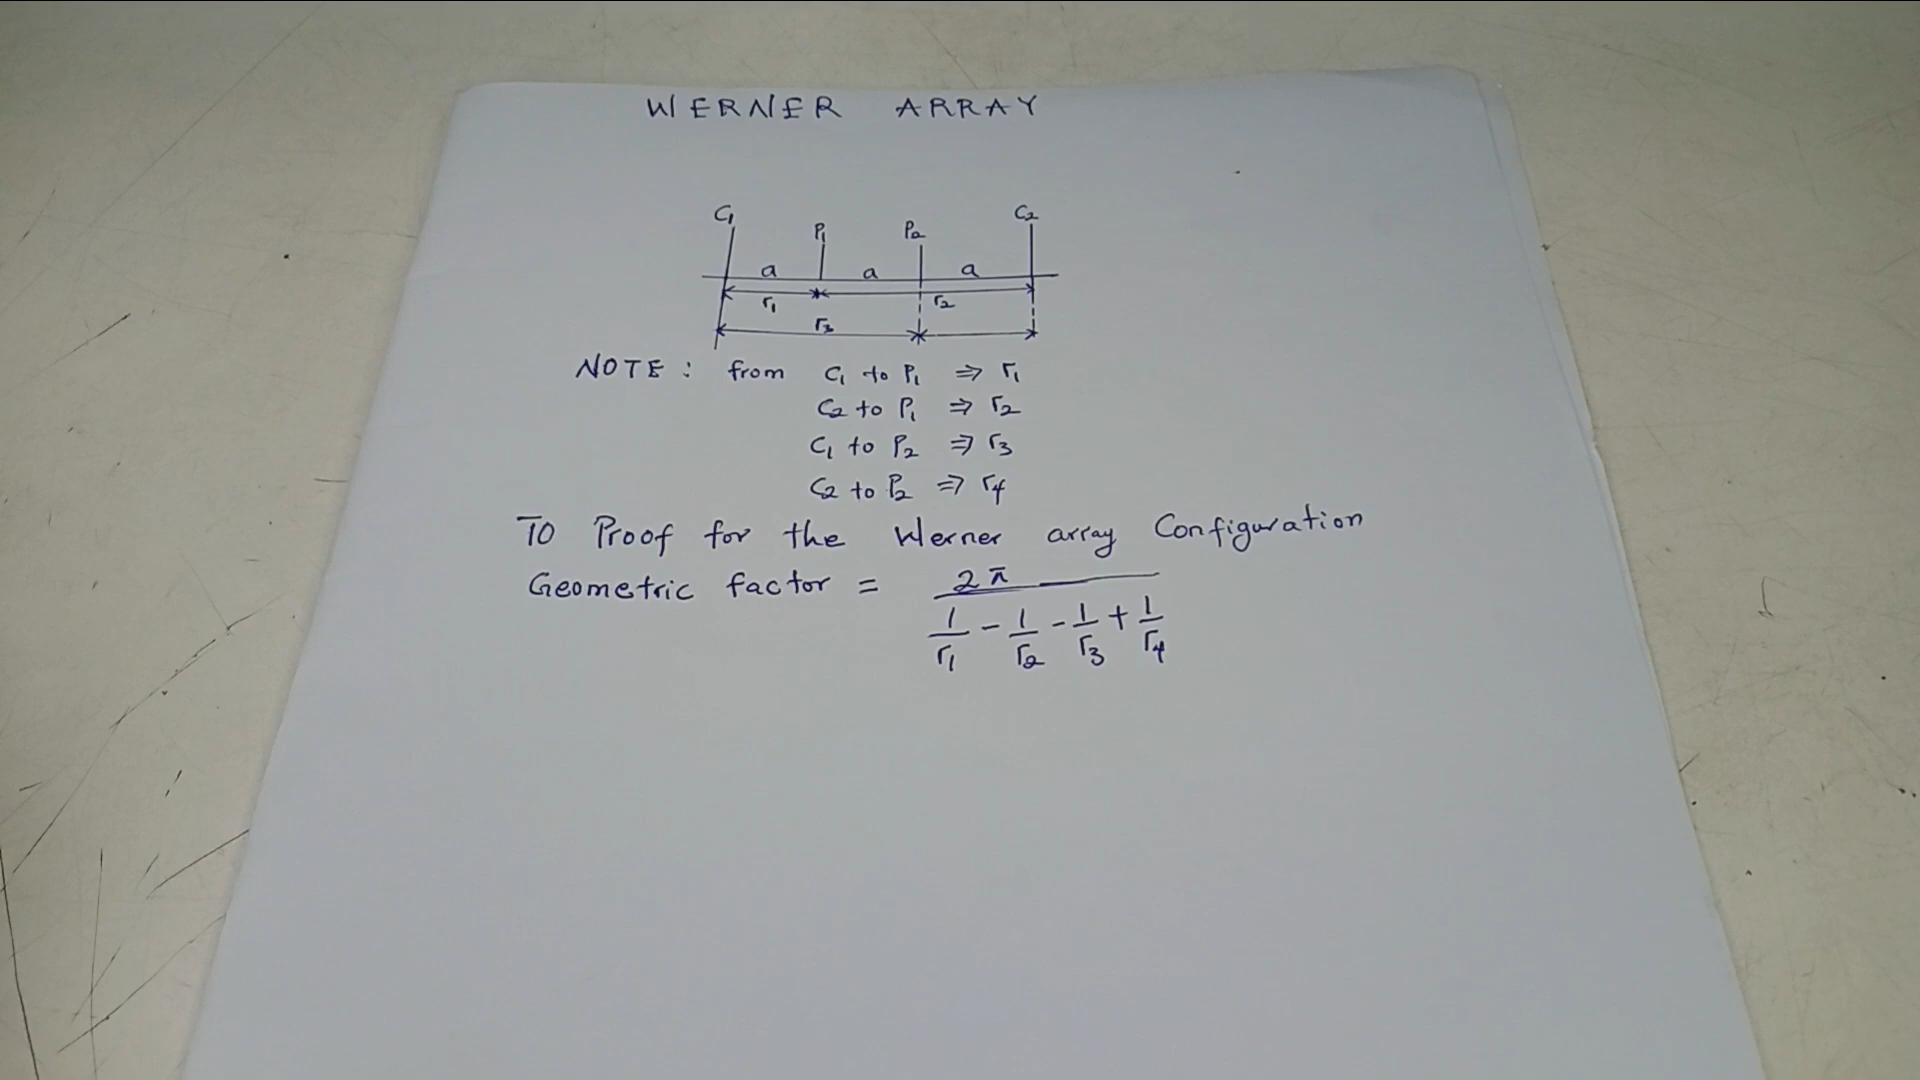 WERNER ARRAY
C1 P1 P2 C2
a a a
r1 r2
r3
NOTE : from C1 to P1 ⇒ r1
C2 to P1 ⇒ r2
C1 to P2 ⇒ r3
C2 to P2 ⇒ r4
TO Proof for the Werner array Configuration
Geometric factor = 2π
1 - 1 - 1 + 1
r1 r2 r3 r4